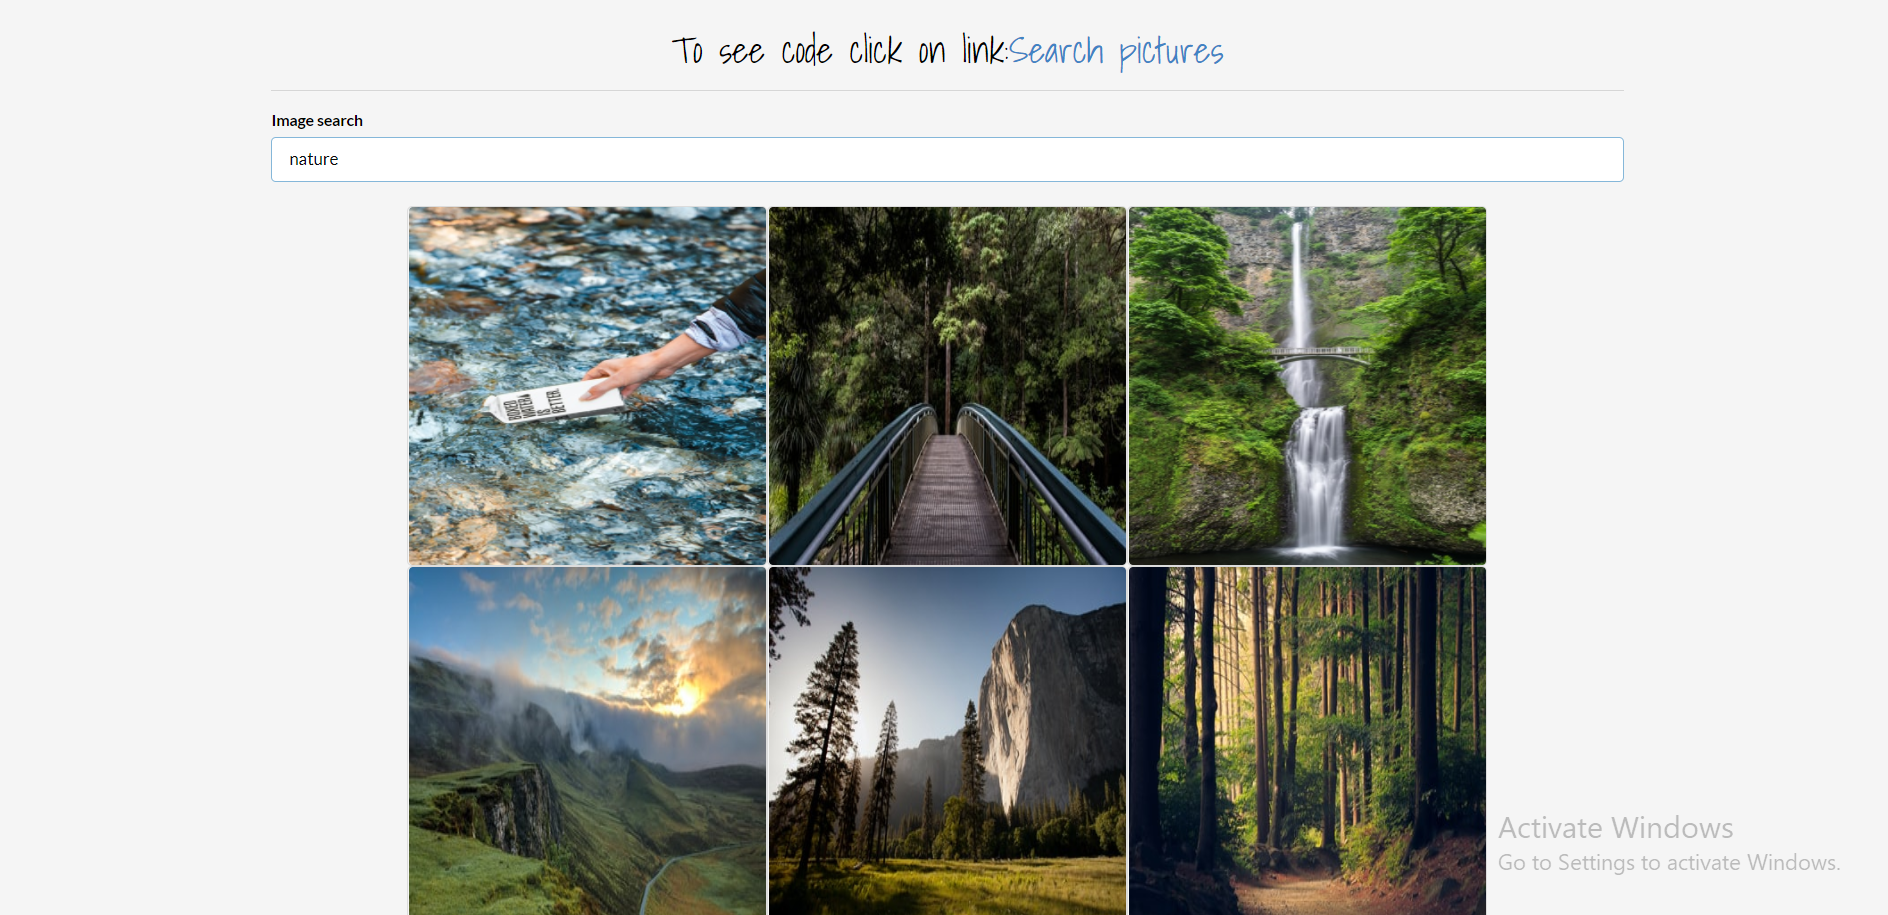 To see code click on link:Search pictures
Image search
nature
BOXED
WATER
IS
BETTER.
Activate Windows
Go to Settings to activate Windows.